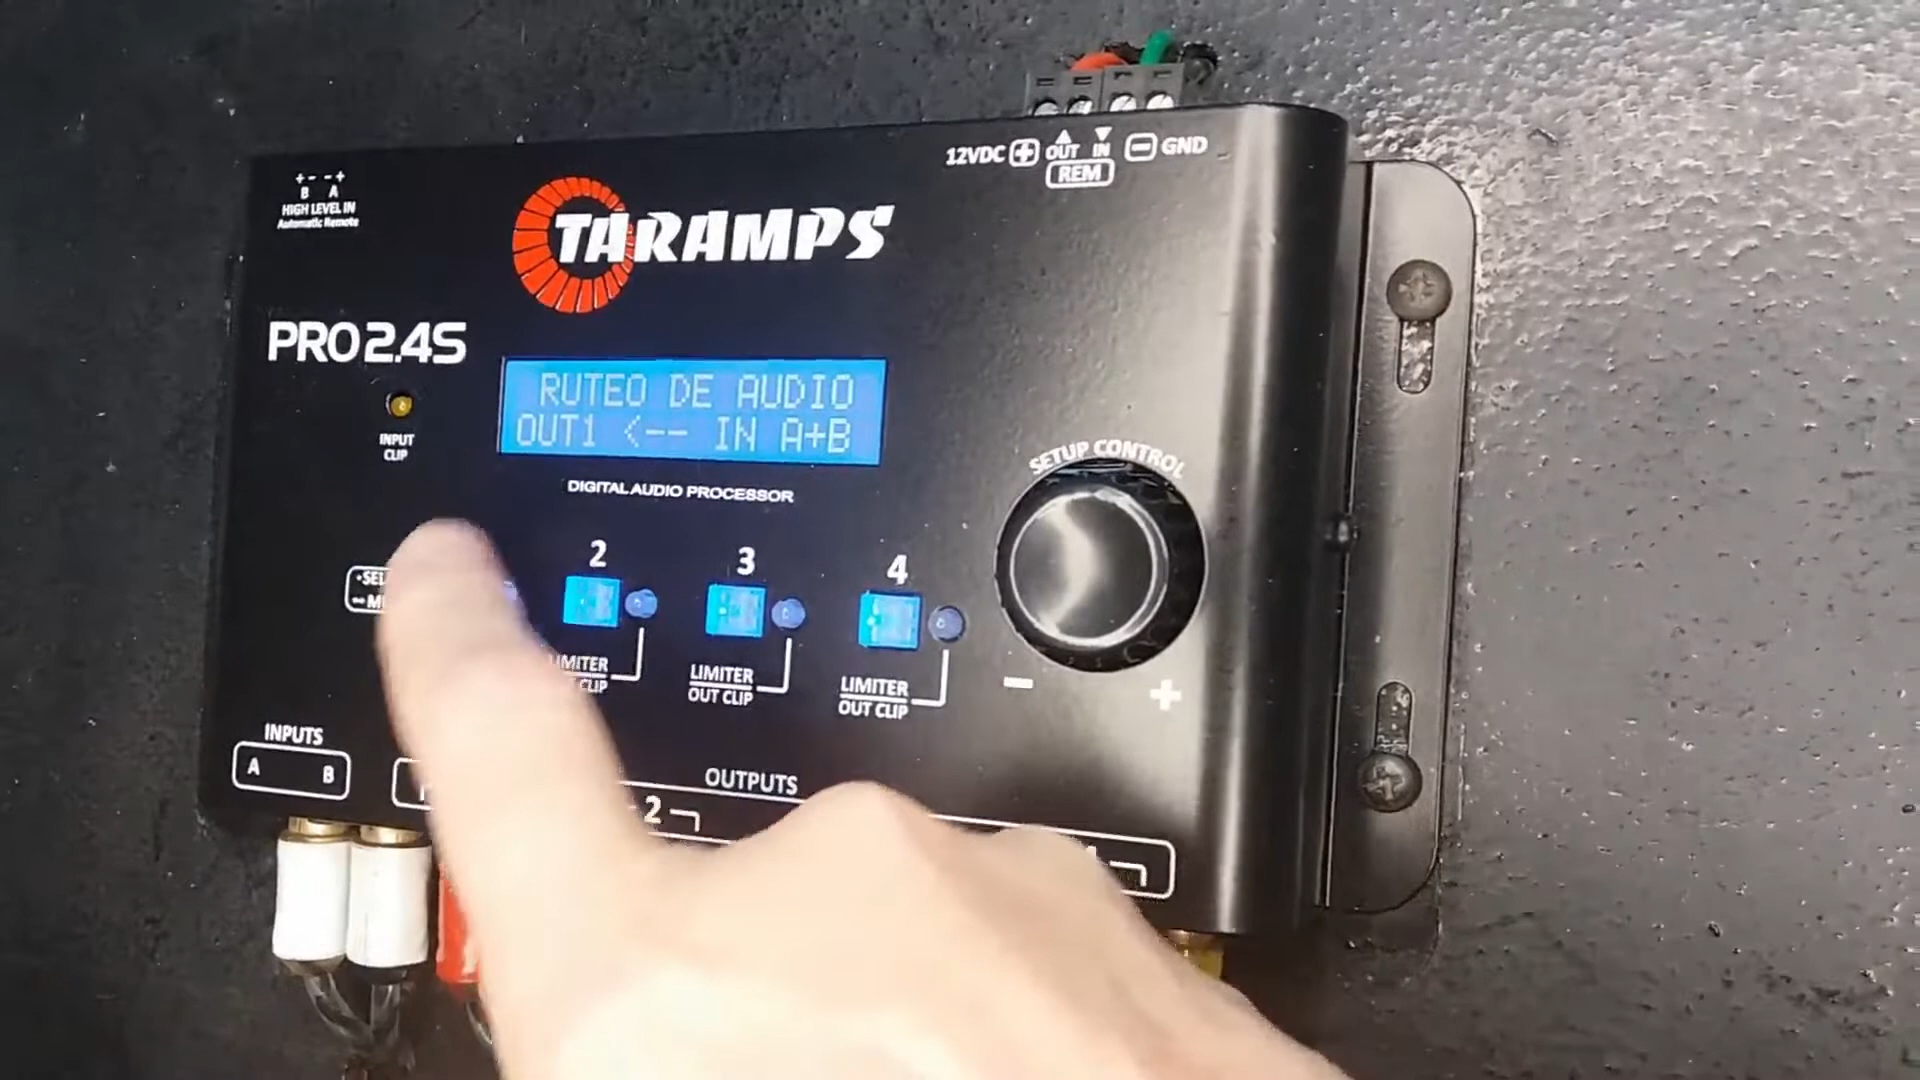 + - - +
B A
HIGH LEVEL IN
Automatic Remote
12VDC + OUT IN - GND
REM
TARAMPS
PRO2.4S
INPUT
CLIP
RUTEO DE AUDIO
OUT1 <-- IN A+B
DIGITAL AUDIO PROCESSOR
SETUP CONTROL
- +
2 3 4
LIMITER
OUT CLIP
LIMITER
OUT CLIP
INPUTS
A B
OUTPUTS
2